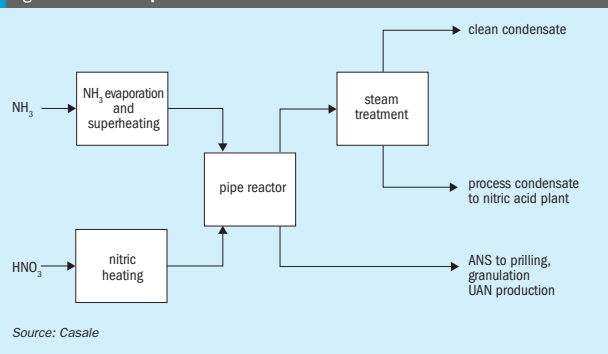 clean condensate
NH₃ evaporation
and
superheating
steam
treatment
NH₃
pipe reactor
process condensate
to nitric acid plant
nitric
heating
HNO₃
ANS to prilling,
granulation
UAN production
Source: Casale